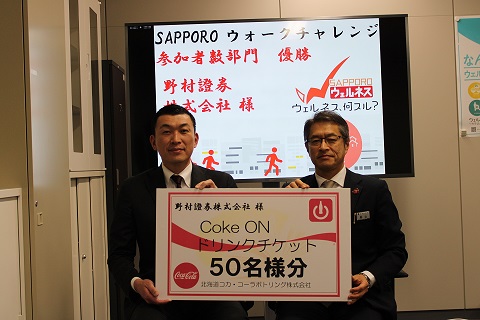 SAPPORO ウォークチャレンジ
参加者数部門 優勝
野村證券
株式会社 様
SAPPORO
ウェルネス
ウェルネス、何スル?
野村證券株式会社 様
Coke ON
ドリンクチケット
50名様分
Coca-Cola
北海道コカ・コーラボトリング株式会社